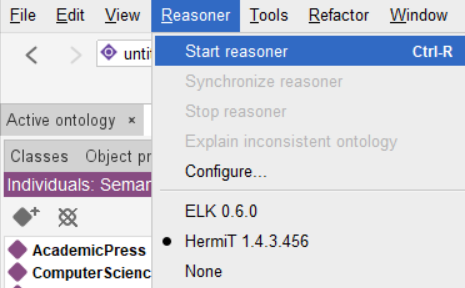 File Edit View Reasoner Tools Refactor Window
untit
Start reasoner Ctrl-R
Synchronize reasoner
Stop reasoner
Active ontology ×
Explain inconsistent ontology
Classes Object pr
Configure...
Individuals: Seman
ELK 0.6.0
HermiT 1.4.3.456
AcademicPress
ComputerScienc
None